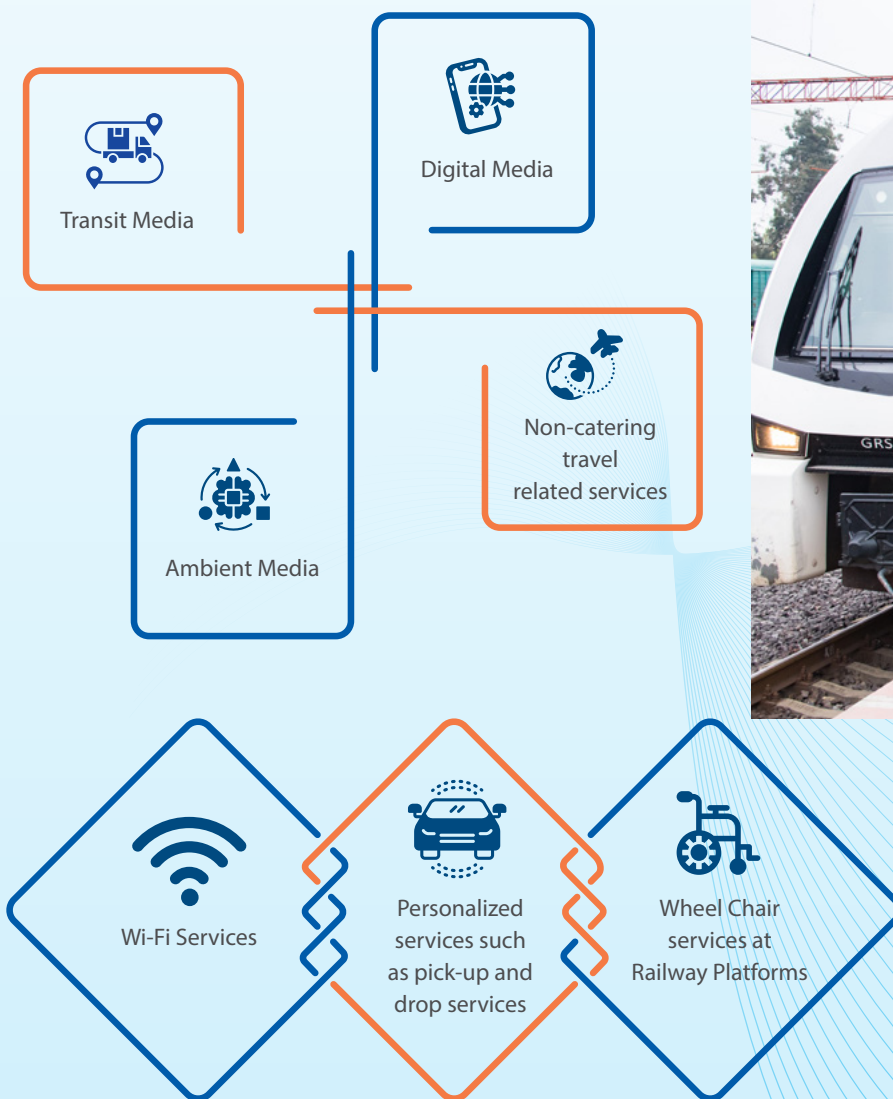 Digital Media
Transit Media
Non-catering
travel
related services
Ambient Media
GRS
Wi-Fi Services
Personalized
services such
as pick-up and
drop services
Wheel Chair
services at
Railway Platforms